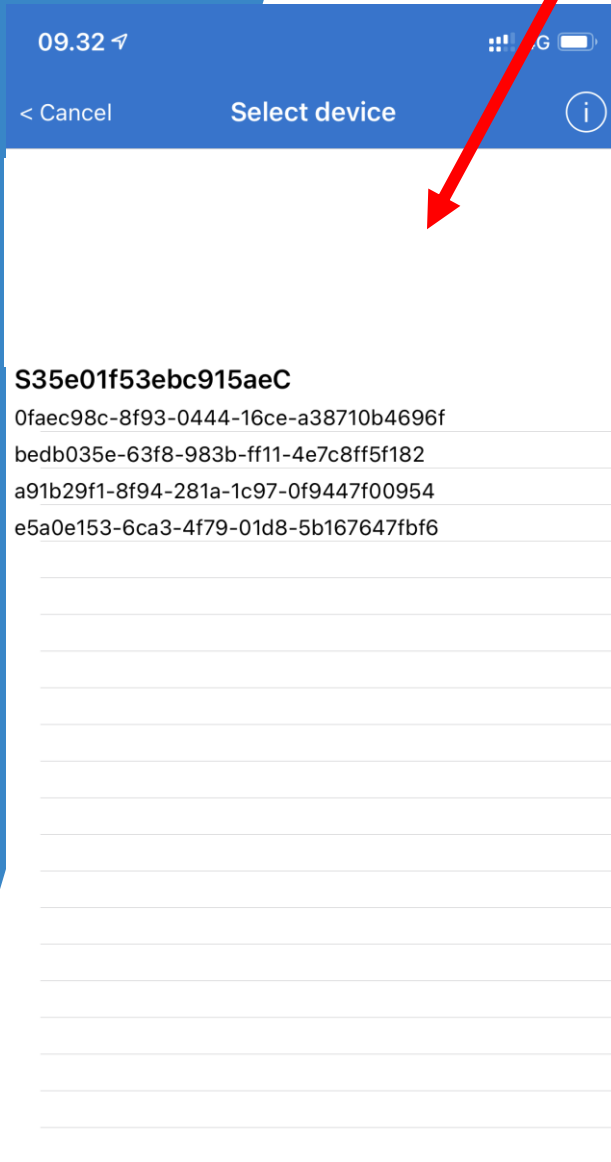 09.32
< Cancel Select device i
S35e01f53ebc915aeC
0faec98c-8f93-0444-16ce-a38710b4696f
bedb035e-63f8-983b-ff11-4e7c8ff5f182
a91b29f1-8f94-281a-1c97-0f9447f00954
e5a0e153-6ca3-4f79-01d8-5b167647fbf6